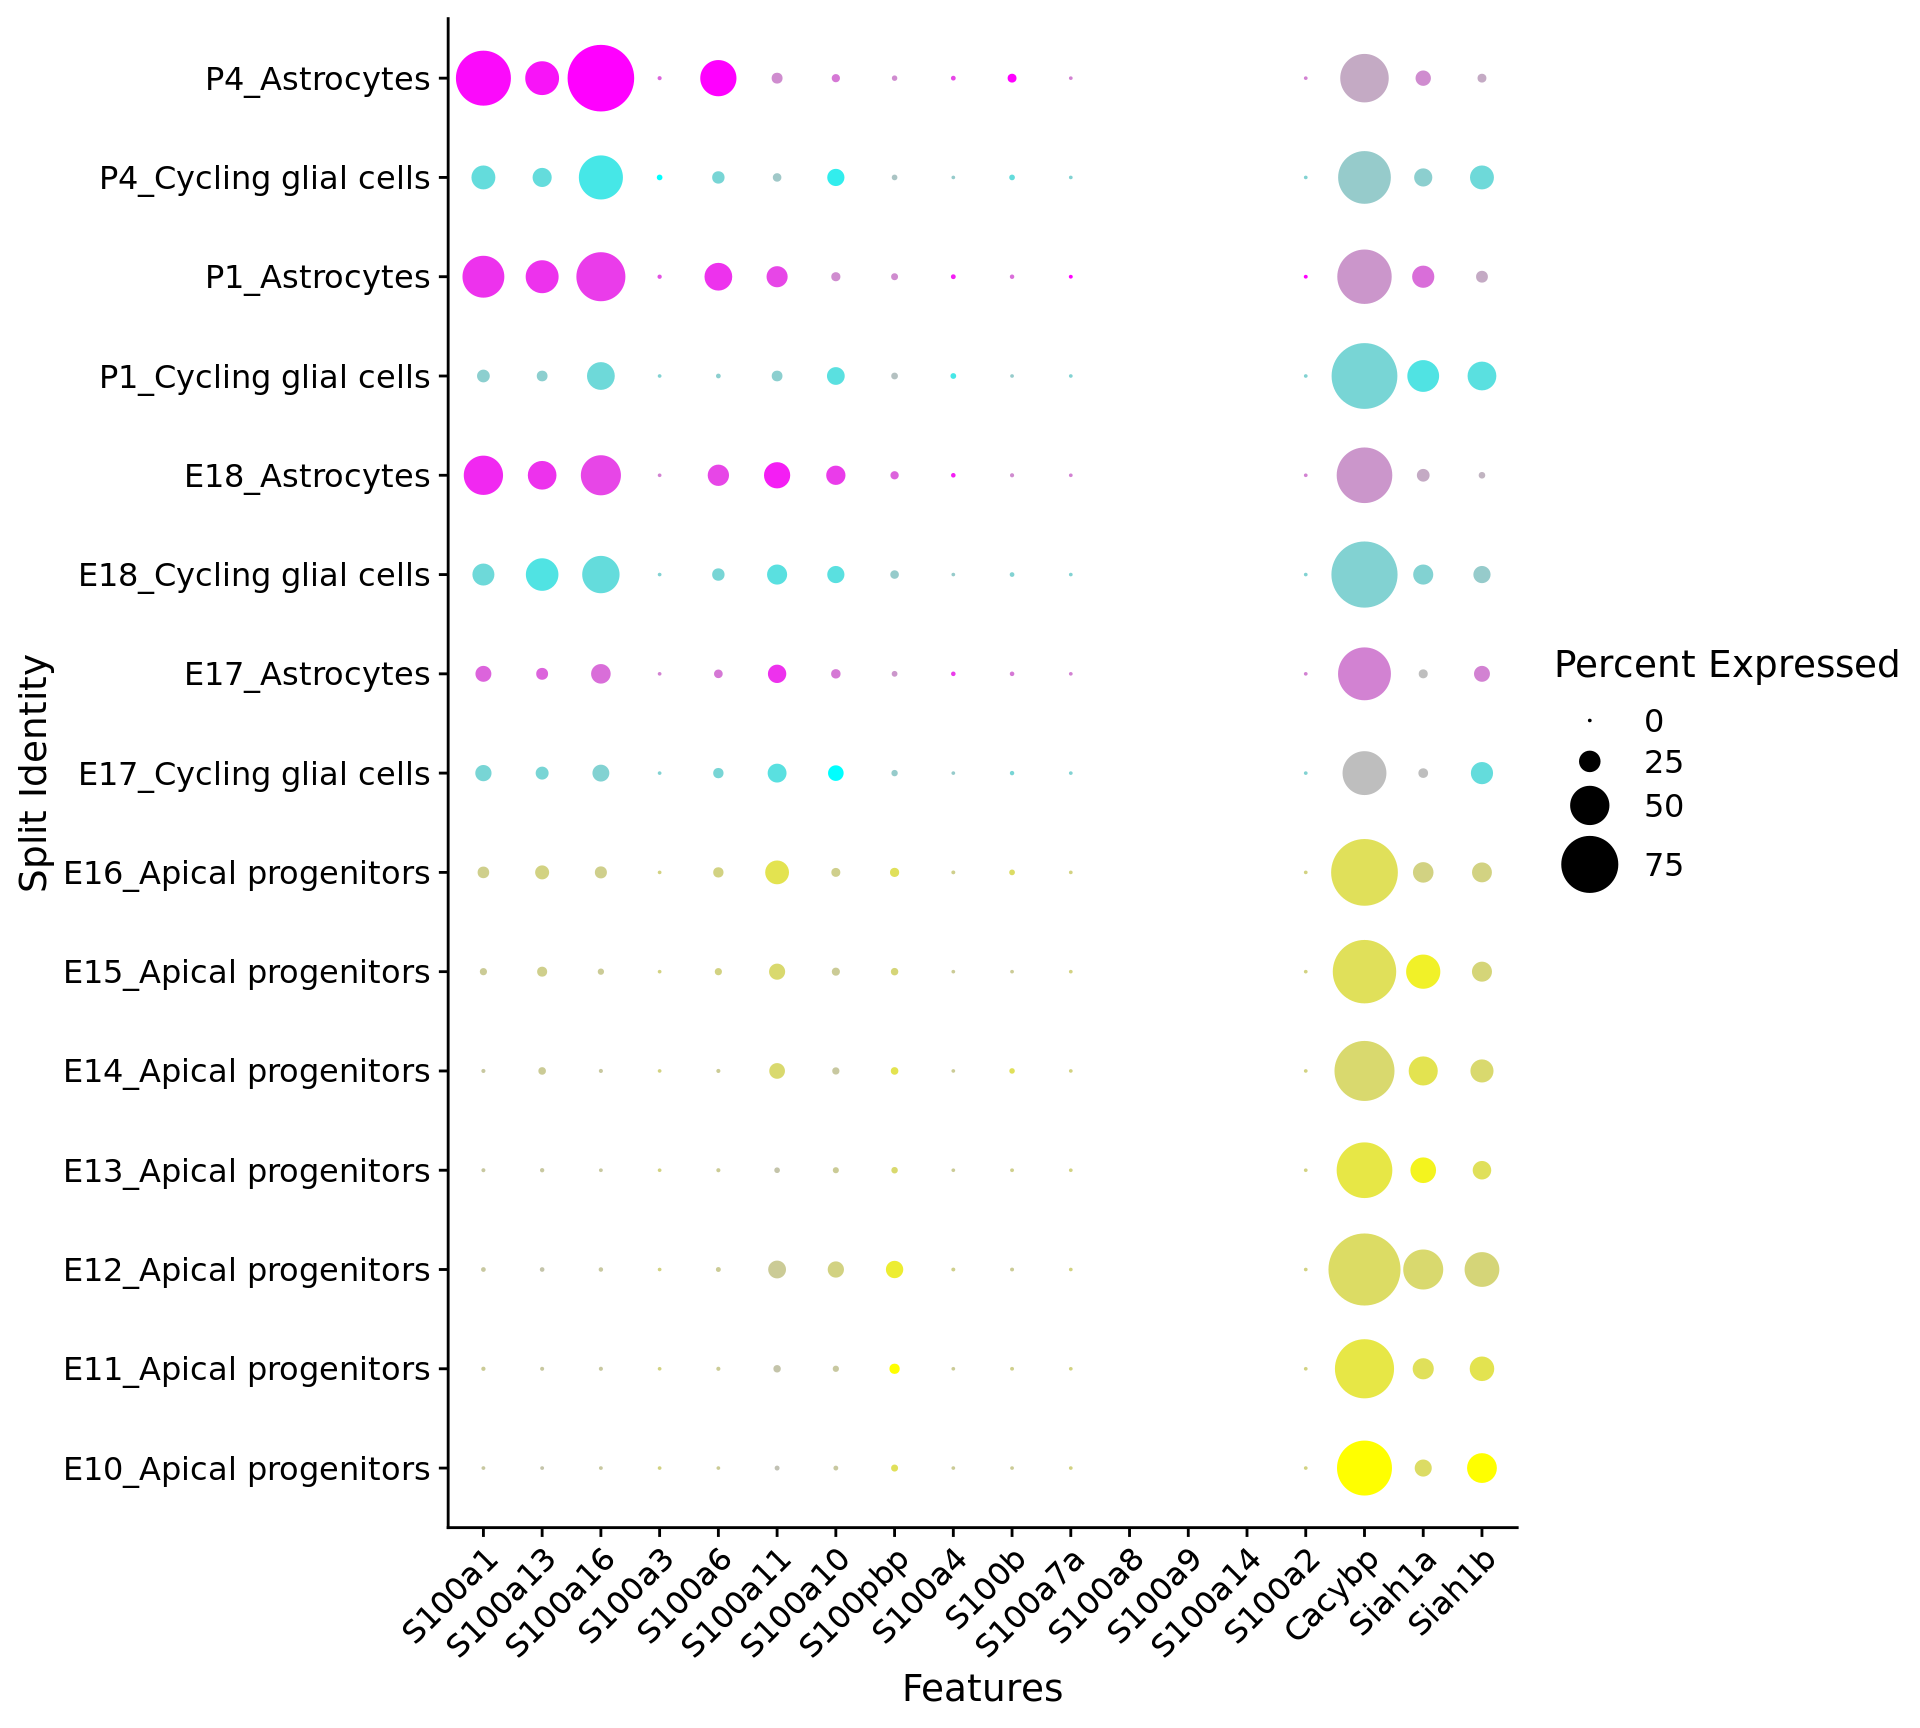 P4_Astrocytes
P4_Cycling glial cells
P1_Astrocytes
P1_Cycling glial cells
E18_Astrocytes
E18_Cycling glial cells
E17_Astrocytes
E17_Cycling glial cells
E16_Apical progenitors
E15_Apical progenitors
E14_Apical progenitors
E13_Apical progenitors
E12_Apical progenitors
E11_Apical progenitors
E10_Apical progenitors
Split Identity
S100a1
S100a13
S100a16
S100a3
S100a6
S100a11
S100a10
S100pbp
S100a4
S100b
S100a7a
S100a8
S100a9
S100a14
S100a2
Cacybp
Siah1a
Siah1b
Features
Percent Expressed
0
25
50
75